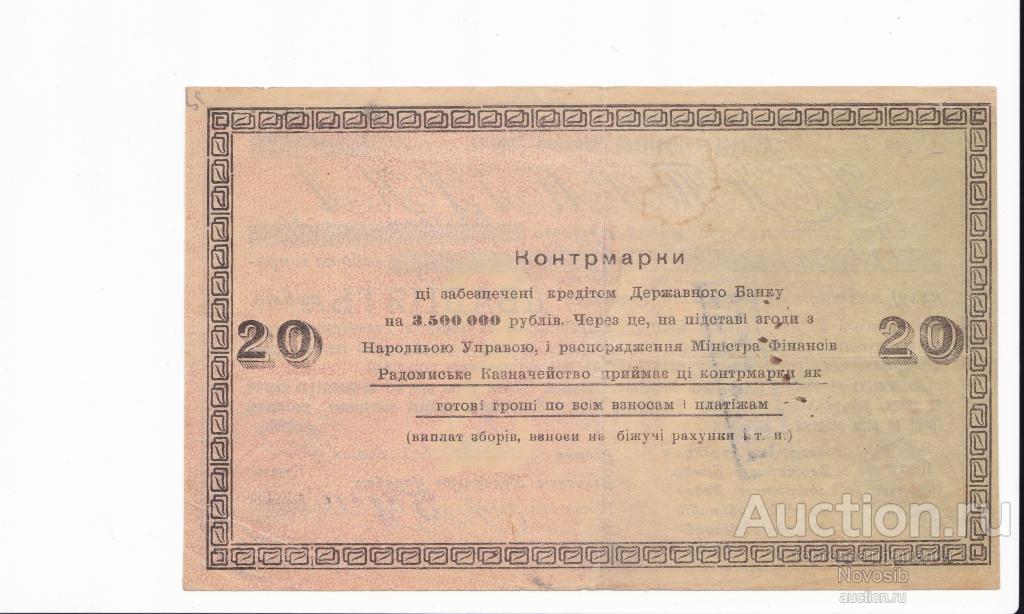 Контрмарки
ці забезпечені кредітом Державного Банку
на 3.500 000 рублів. Через це, на підставі згоди з
20 Народньою Управою, і распорядження Міністра Фінансів 20
Радомиське Казначейство приймає ці контрмарки як
готові гроші по всім взносам і платіжам
(виплат зборів, взноси на біжучі рахунки і т. и.)
Auction.ru
Novosib
auction.ru